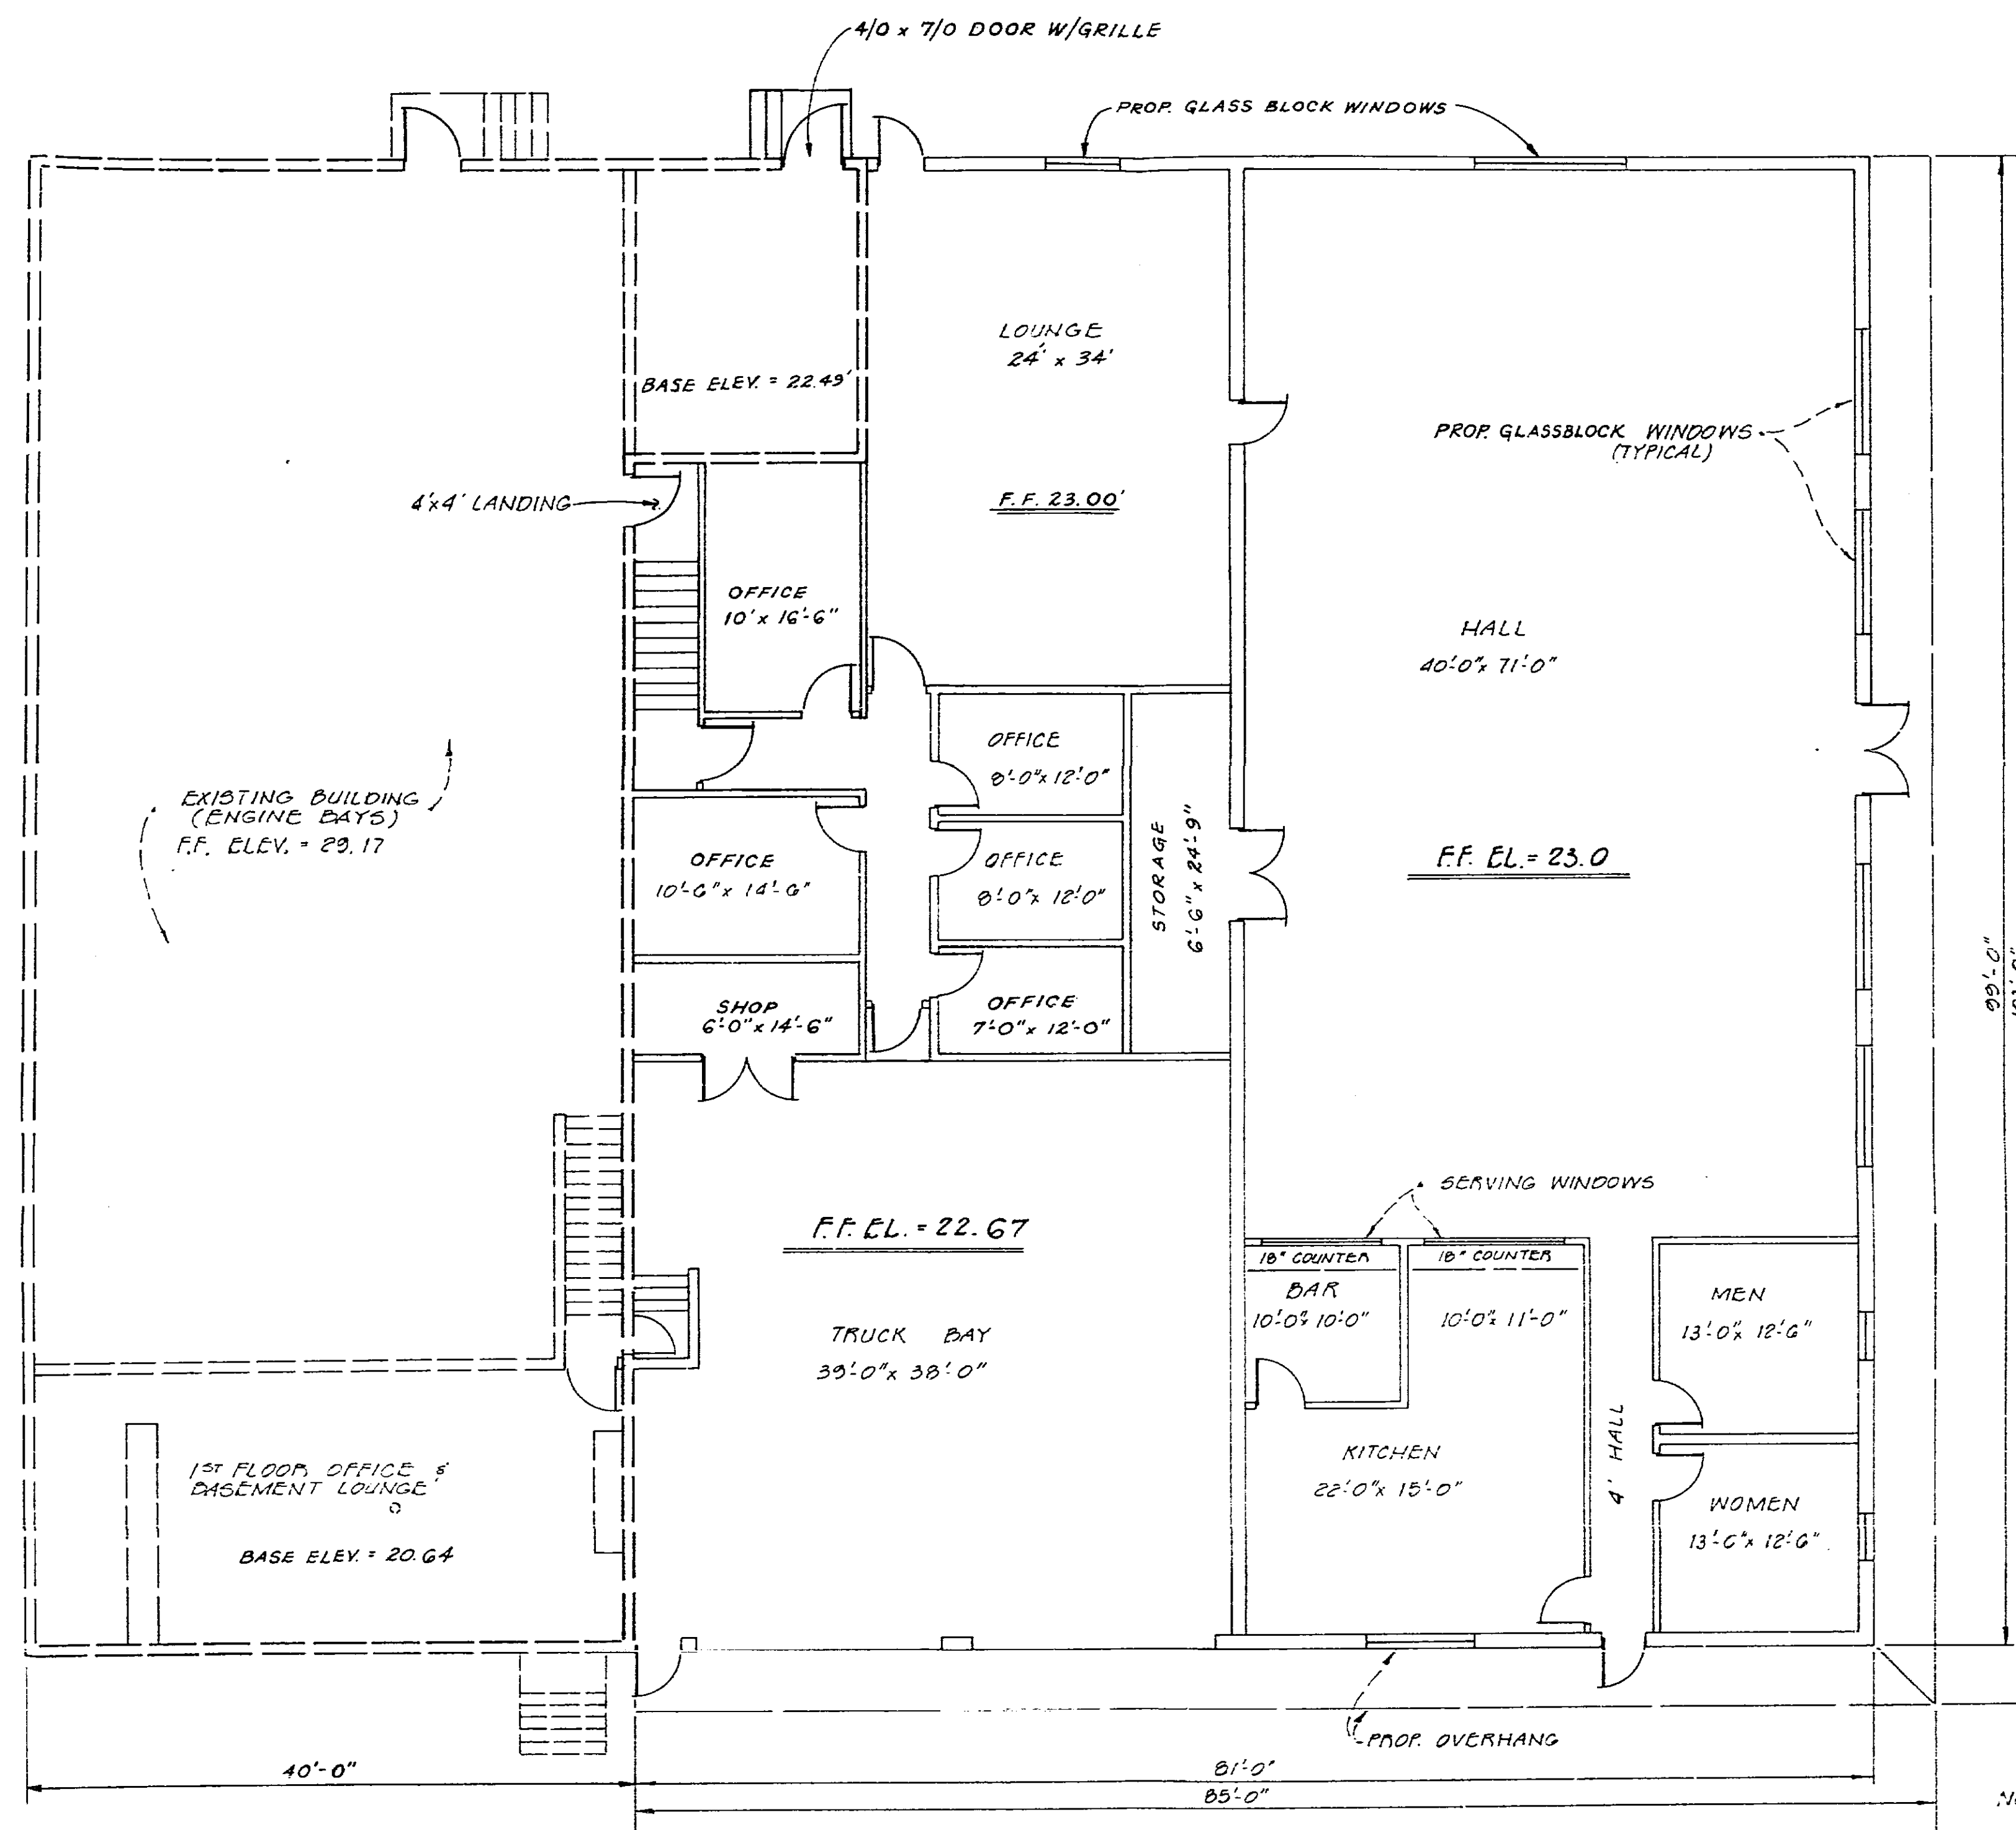 4/0 x 7/0 DOOR W/GRILLE
PROP. GLASS BLOCK WINDOWS
LOUNGE
24' x 34'
BASE ELEV. = 22.49'
PROP. GLASSBLOCK WINDOWS
(TYPICAL)
4'x4' LANDING
F.F. 23.00'
OFFICE
10' x 16'-6"
HALL
40'-0" x 71'-0"
OFFICE
8'-0" x 12'-0"
EXISTING BUILDING
(ENGINE BAYS)
F.F. ELEV. = 29.17
OFFICE
10'-6" x 14'-6"
OFFICE
8'-0" x 12'-0"
STORAGE
6'-6" x 24'-9"
F.F. EL. = 23.0
99'-0"
SHOP
6'-0" x 14'-6"
OFFICE
7'-0" x 12'-0"
SERVING WINDOWS
F.F. EL. = 22.67
18" COUNTER
18" COUNTER
BAR
10'-0" x 10'-0"
10'-0" x 11'-0"
MEN
13'-0" x 12'-6"
TRUCK BAY
39'-0" x 38'-0"
4' HALL
KITCHEN
22'-0" x 15'-0"
1ST FLOOR OFFICE &
BASEMENT LOUNGE
WOMEN
13'-6" x 12'-6"
BASE ELEV. = 20.64
PROP. OVERHANG
40'-0"
81'-0"
85'-0"